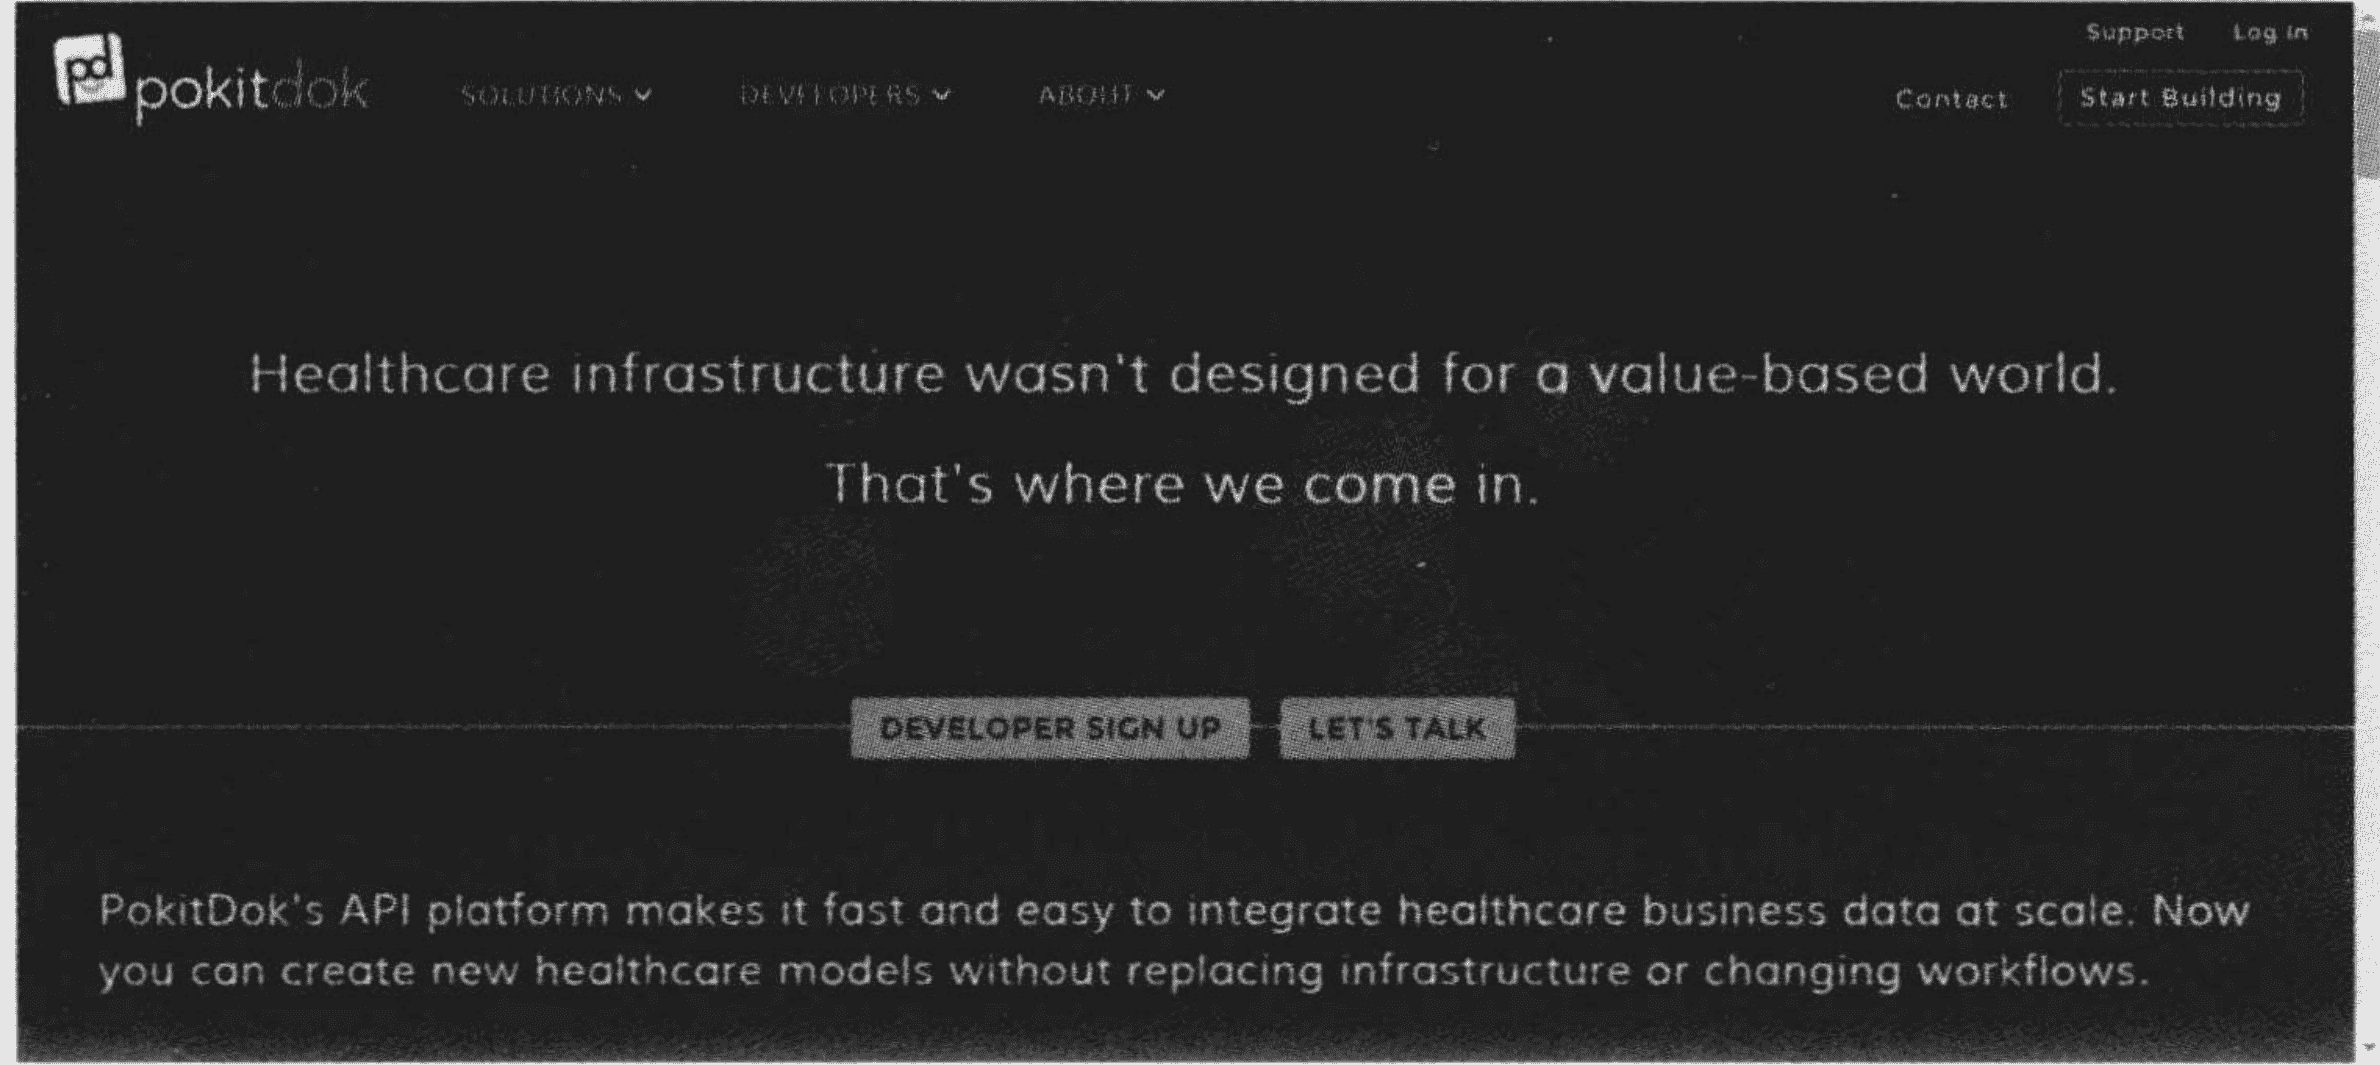 Support Log In
pd pokitdok SOLUTIONS DEVELOPERS ABOUT Contact Start Building
Healthcare infrastructure wasn't designed for a value-based world.
That's where we come in.
DEVELOPER SIGN UP LET'S TALK
PokitDok's API platform makes it fast and easy to integrate healthcare business data at scale. Now
you can create new healthcare models without replacing infrastructure or changing workflows.